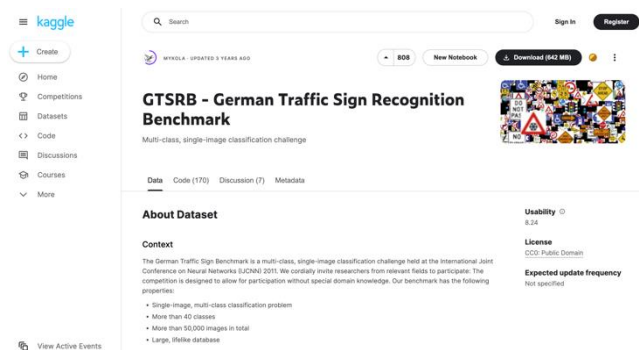 kaggle
Search
Sign In
Register
Create
MYKOLA · UPDATED 3 YEARS AGO
808
New Notebook
Download (642 MB)
Home
Competitions
Datasets
Code
Discussions
Courses
More
GTSRB - German Traffic Sign Recognition
Benchmark
Multi-class, single-image classification challenge
DO
NOT
PAS
NO
Data
Code (170)
Discussion (7)
Metadata
About Dataset
Usability
8.24
Context
License
CC0: Public Domain
The German Traffic Sign Benchmark is a multi-class, single-image classification challenge held at the International Joint
Conference on Neural Networks (IJCNN) 2011. We cordially invite researchers from relevant fields to participate: The
competition is designed to allow for participation without special domain knowledge. Our benchmark has the following
properties:
Expected update frequency
Not specified
• Single-image, multi-class classification problem
• More than 40 classes
• More than 50,000 images in total
• Large, lifelike database
View Active Events